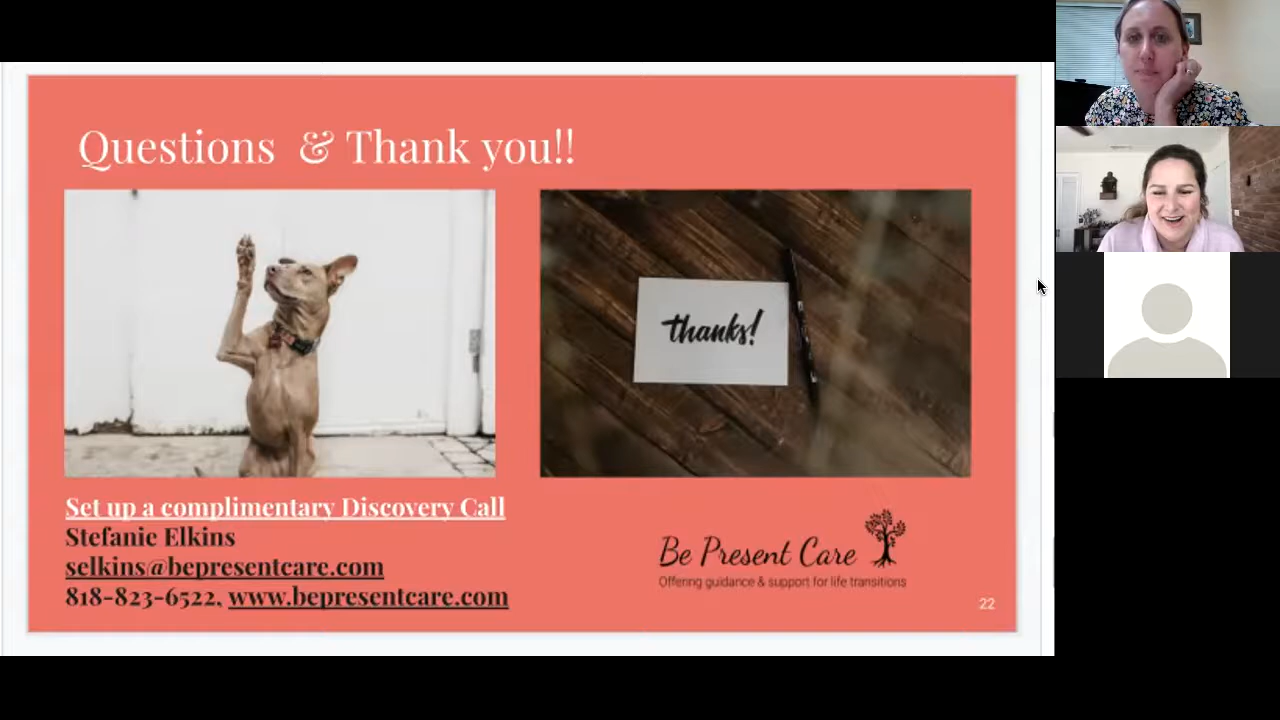 Questions & Thank you!!
thanks!
Set up a complimentary Discovery Call
Stefanie Elkins
selkins@bepresentcare.com
818-823-6522, www.bepresentcare.com
Be Present Care
Offering guidance & support for life transitions
22